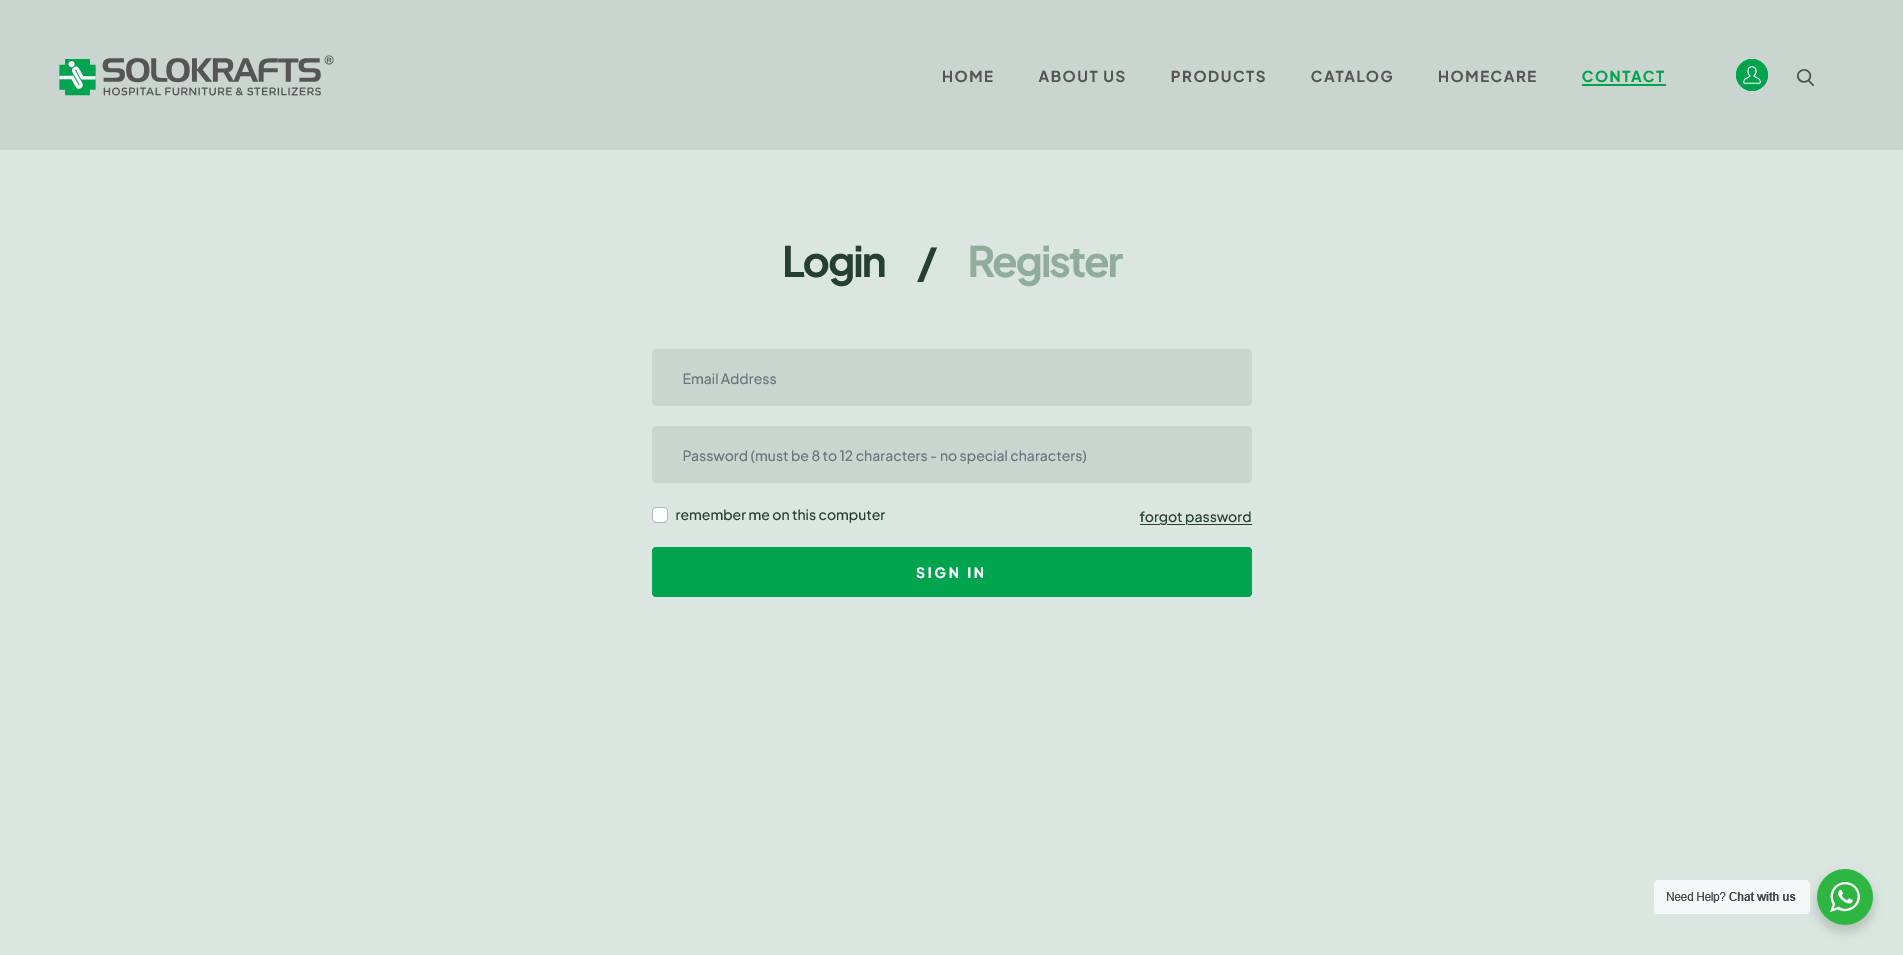 SOLOKRAFTS®
HOSPITAL FURNITURE & STERILIZERS
HOME ABOUT US PRODUCTS CATALOG HOMECARE CONTACT
Login / Register
Email Address
Password (must be 8 to 12 characters - no special characters)
remember me on this computer forgot password
SIGN IN
Need Help? Chat with us